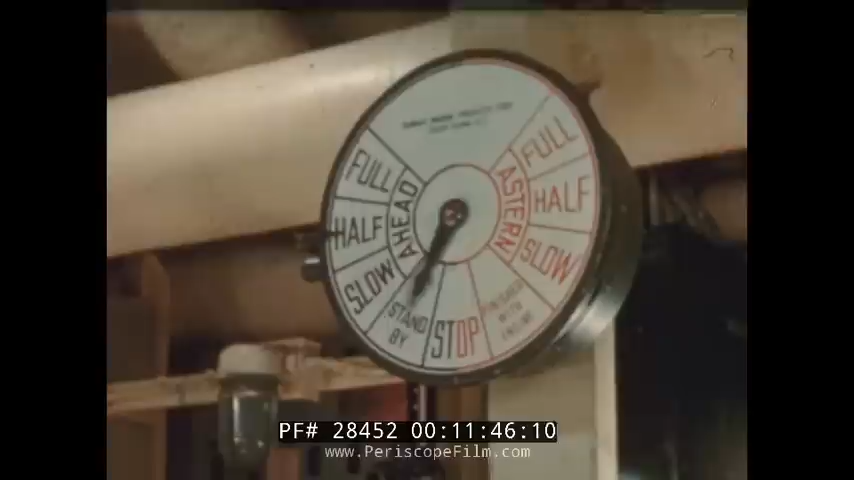 FULL
HALF
SLOW
AHEAD
STAND
BY
STOP
FINISHED
WITH
ENGINE
ASTERN
FULL
HALF
SLOW
PF# 28452 00:11:46:10
www.PeriscopeFilm.com